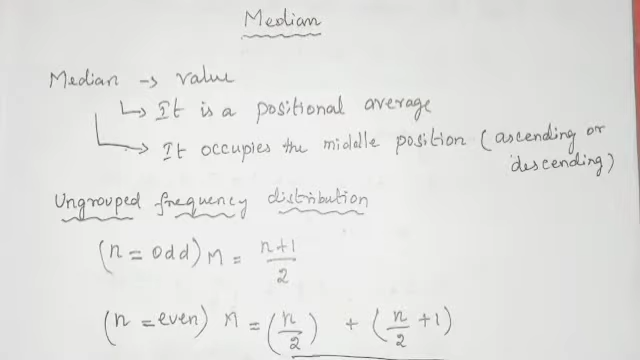 Median
Median → value
↳ It is a positional average
→ It occupies the middle position (ascending or
descending)
Ungrouped frequency distribution
(n = odd) M = n+1
2
(n = even) M = (n/2) + (n/2 + 1)